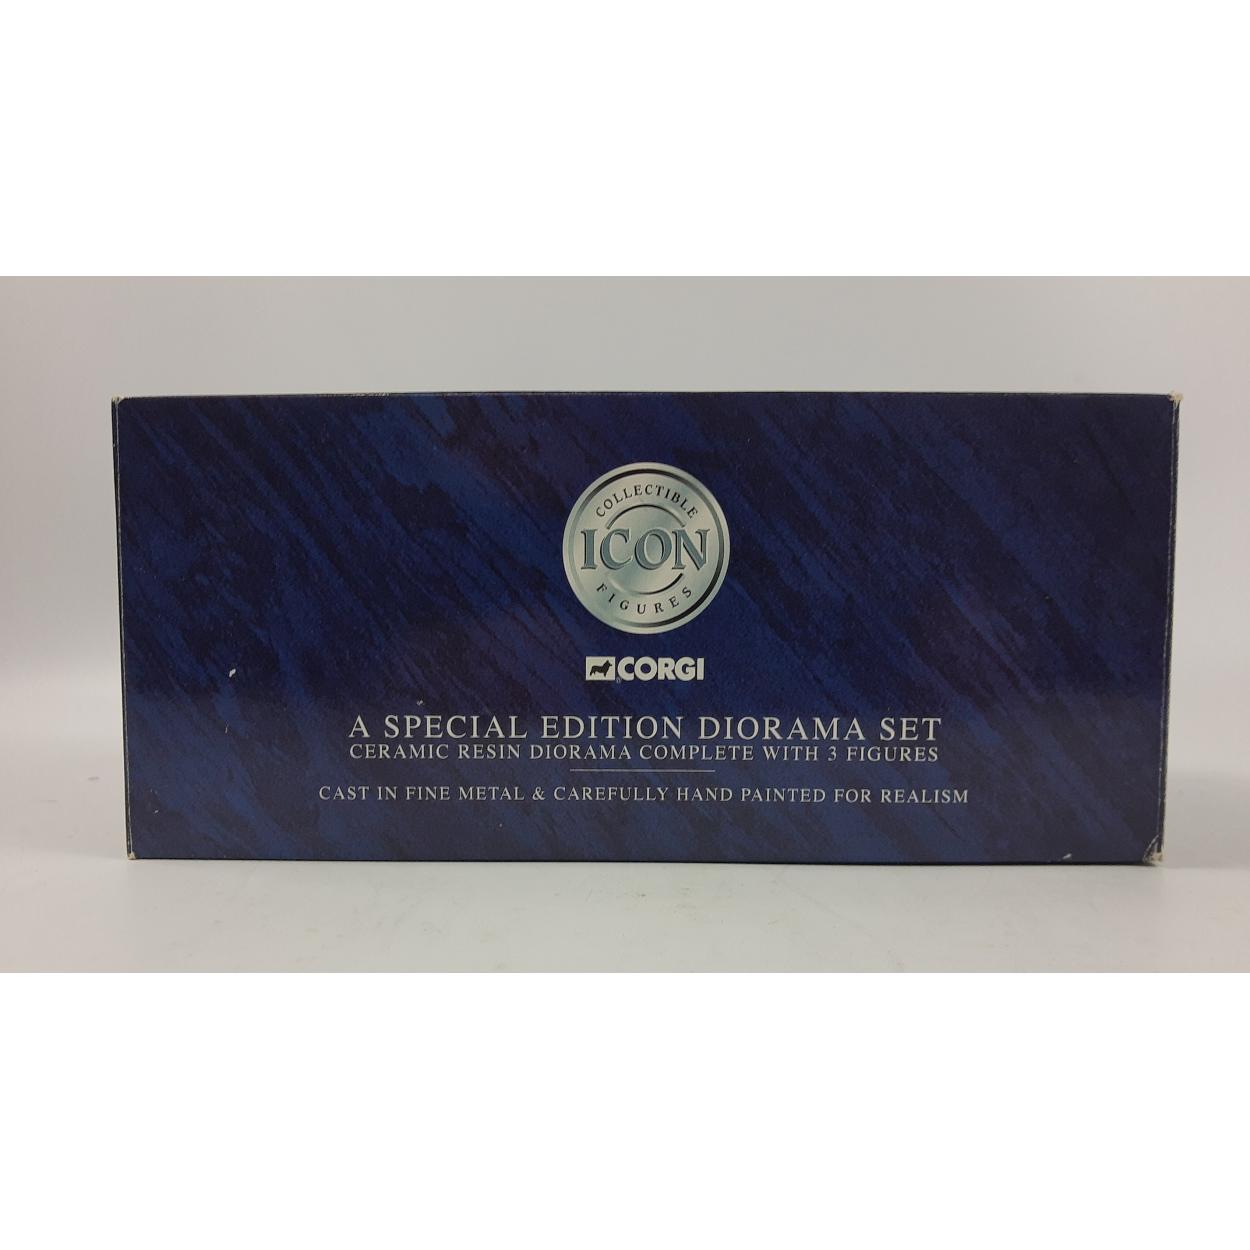 COLLECTIBLE
ICON
FIGURES
CORGI
A SPECIAL EDITION DIORAMA SET
CERAMIC RESIN DIORAMA COMPLETE WITH 3 FIGURES
CAST IN FINE METAL & CAREFULLY HAND PAINTED FOR REALISM